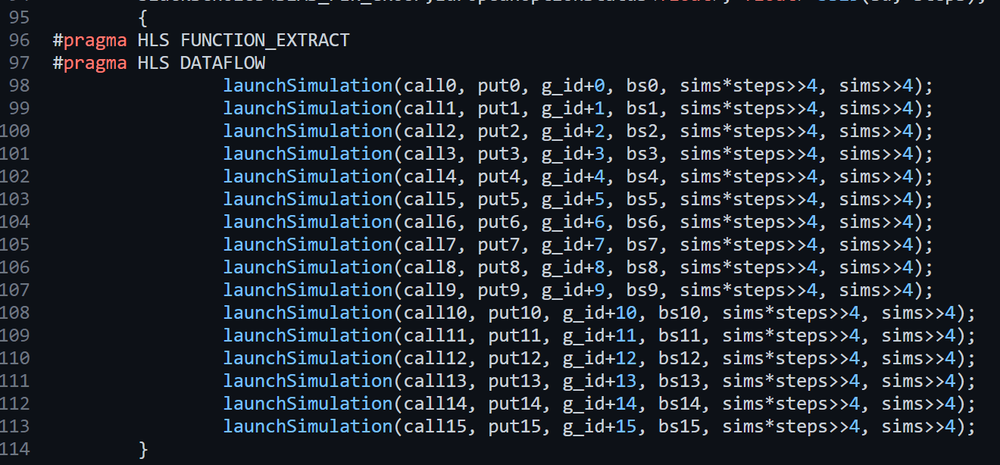 95 {
96 #pragma HLS FUNCTION_EXTRACT
97 #pragma HLS DATAFLOW
98 launchSimulation(call0, put0, g_id+0, bs0, sims*steps>>4, sims>>4);
99 launchSimulation(call1, put1, g_id+1, bs1, sims*steps>>4, sims>>4);
100 launchSimulation(call2, put2, g_id+2, bs2, sims*steps>>4, sims>>4);
101 launchSimulation(call3, put3, g_id+3, bs3, sims*steps>>4, sims>>4);
102 launchSimulation(call4, put4, g_id+4, bs4, sims*steps>>4, sims>>4);
103 launchSimulation(call5, put5, g_id+5, bs5, sims*steps>>4, sims>>4);
104 launchSimulation(call6, put6, g_id+6, bs6, sims*steps>>4, sims>>4);
105 launchSimulation(call7, put7, g_id+7, bs7, sims*steps>>4, sims>>4);
106 launchSimulation(call8, put8, g_id+8, bs8, sims*steps>>4, sims>>4);
107 launchSimulation(call9, put9, g_id+9, bs9, sims*steps>>4, sims>>4);
108 launchSimulation(call10, put10, g_id+10, bs10, sims*steps>>4, sims>>4);
109 launchSimulation(call11, put11, g_id+11, bs11, sims*steps>>4, sims>>4);
110 launchSimulation(call12, put12, g_id+12, bs12, sims*steps>>4, sims>>4);
111 launchSimulation(call13, put13, g_id+13, bs13, sims*steps>>4, sims>>4);
112 launchSimulation(call14, put14, g_id+14, bs14, sims*steps>>4, sims>>4);
113 launchSimulation(call15, put15, g_id+15, bs15, sims*steps>>4, sims>>4);
114 }